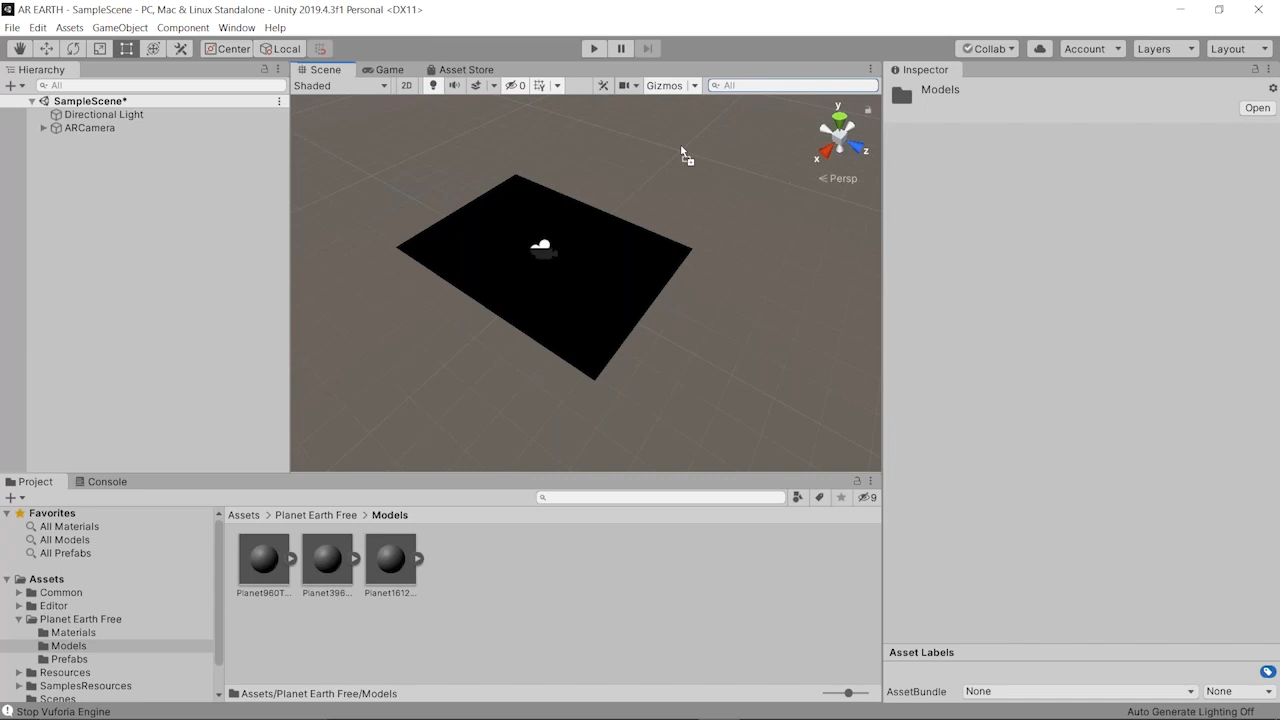 AR EARTH - SampleScene - PC, Mac & Linux Standalone - Unity 2019.4.3f1 Personal <DX11>
File Edit Assets GameObject Component Window Help
Center Local Collab Account Layers Layout
Hierarchy
All
SampleScene*
Directional Light
ARCamera
Scene Game Asset Store
Shaded 2D 0 Gizmos All
y
x
z
Persp
Inspector
Models
Open
Project Console
9
Favorites
All Materials
All Models
All Prefabs
Assets
Common
Editor
Planet Earth Free
Materials
Models
Prefabs
Resources
SamplesResources
Scenes
Assets > Planet Earth Free > Models
Planet960T... Planet396... Planet1612...
Assets/Planet Earth Free/Models
Asset Labels
AssetBundle None None
Stop Vuforia Engine
Auto Generate Lighting Off